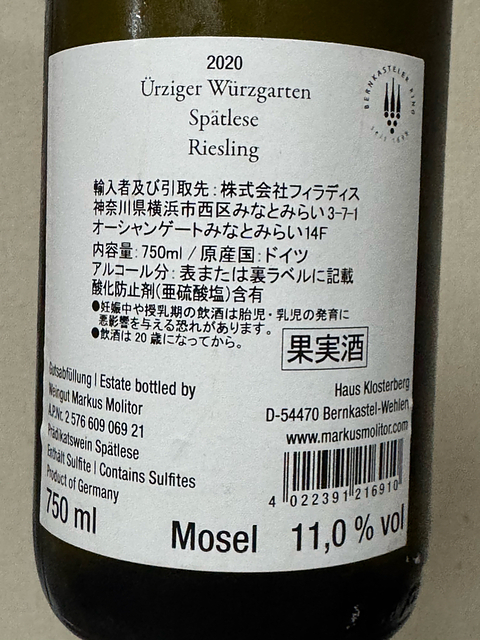 2020
Ürziger Würzgarten
Spätlese
Riesling
BERNKASTELER RING
輸入者及び引取先：株式会社フィラディス
神奈川県横浜市西区みなとみらい3-7-1
オーシャンゲートみなとみらい14F
内容量：750ml / 原産国：ドイツ
アルコール分：表または裏ラベルに記載
酸化防止剤(亜硫酸塩)含有
●妊娠中や授乳期の飲酒は胎児・乳児の発育に
悪影響を与える恐れがあります。
●飲酒は20歳になってから。
果実酒
Gutsabfüllung | Estate bottled by
Weingut Markus Molitor
A.P.Nr. 2 576 609 069 21
Prädikatswein Spätlese
Enthält Sulfite | Contains Sulfites
Product of Germany
750 ml
Haus Klosterberg
D-54470 Bernkastel-Wehlen
www.markusmolitor.com
4 022391 216910
Mosel 11,0 % vol